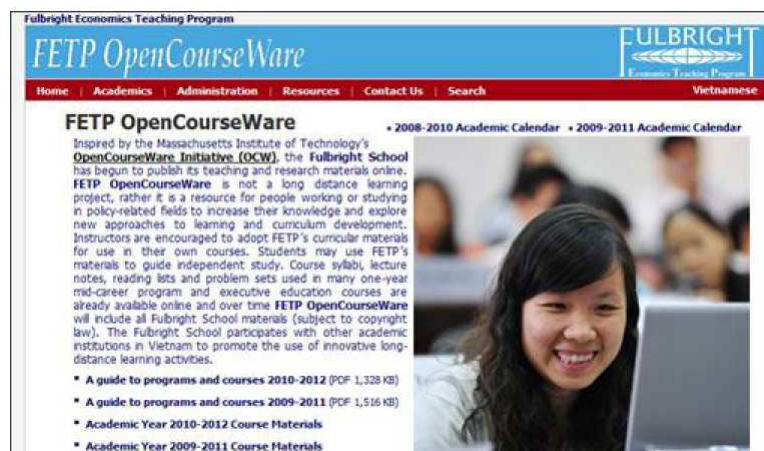 Fulbright Economics Teaching Program
FETP OpenCourseWare
FULBRIGHT
Economics Teaching Program
Home | Academics | Administration | Resources | Contact Us | Search
Vietnamese
FETP OpenCourseWare
• 2008-2010 Academic Calendar • 2009-2011 Academic Calendar
Inspired by the Massachusetts Institute of Technology's
OpenCourseWare Initiative (OCW), the Fulbright School
has begun to publish its teaching and research materials online.
FETP OpenCourseWare is not a long distance learning
project, rather it is a resource for people working or studying
in policy-related fields to increase their knowledge and explore
new approaches to learning and curriculum development.
Instructors are encouraged to adopt FETP's curricular materials
for use in their own courses. Students may use FETP's
materials to guide independent study. Course syllabi, lecture
notes, reading lists and problem sets used in many one-year
mid-career program and executive education courses are
already available online and over time FETP OpenCourseWare
will include all Fulbright School materials (subject to copyright
law). The Fulbright School participates with other academic
institutions in Vietnam to promote the use of innovative long-
distance learning activities.
▪ A guide to programs and courses 2010-2012 (PDF 1,328 KB)
▪ A guide to programs and courses 2009-2011 (PDF 1,516 KB)
▪ Academic Year 2010-2012 Course Materials
▪ Academic Year 2009-2011 Course Materials